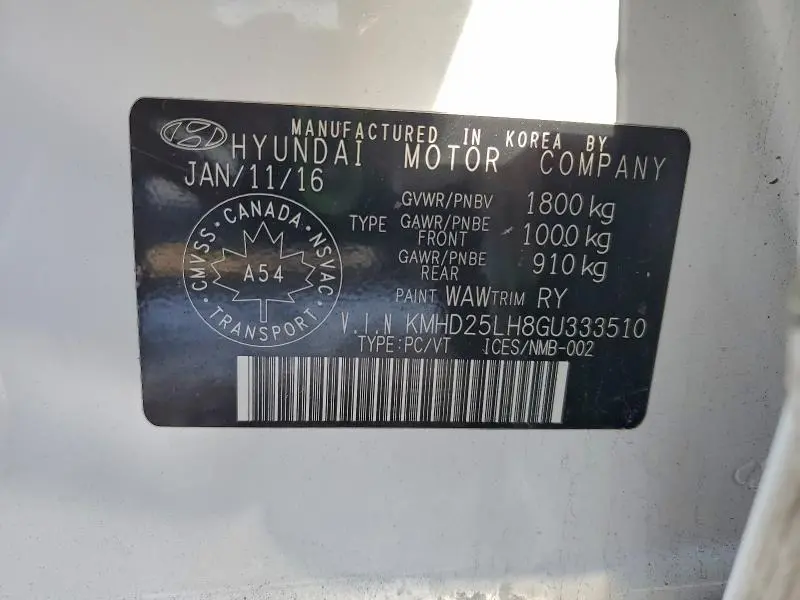 MANUFACTURED IN KOREA BY
HYUNDAI MOTOR COMPANY
JAN/11/16
GVWR/PNBV 1800 kg
TYPE GAWR/PNBE FRONT 1000 kg
GAWR/PNBE REAR 910 kg
CANADA
CMVSS · NSVAC
A54
TRANSPORT
PAINT WAW TRIM RY
V.I.N KMHD25LH8GU333510
TYPE:PC/VT ICES/NMB-002